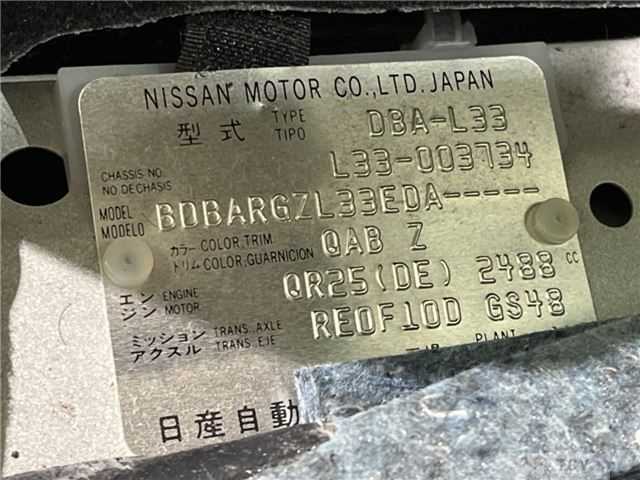 NISSAN MOTOR CO.,LTD. JAPAN
型式 TYPE TIPO DBA-L33
CHASSIS NO. NO DE CHASIS L33-003734
MODEL MODELO BDBARGZL33EDA-----
カラー COLOR,TRIM.
トリム COLOR,GUARNICION QAB Z
エンジン ENGINE MOTOR QR25(DE) 2488 cc
ミッション TRANS.AXLE
アクスル TRANS.EJE REOF10D GS48
PLANT
日産自動